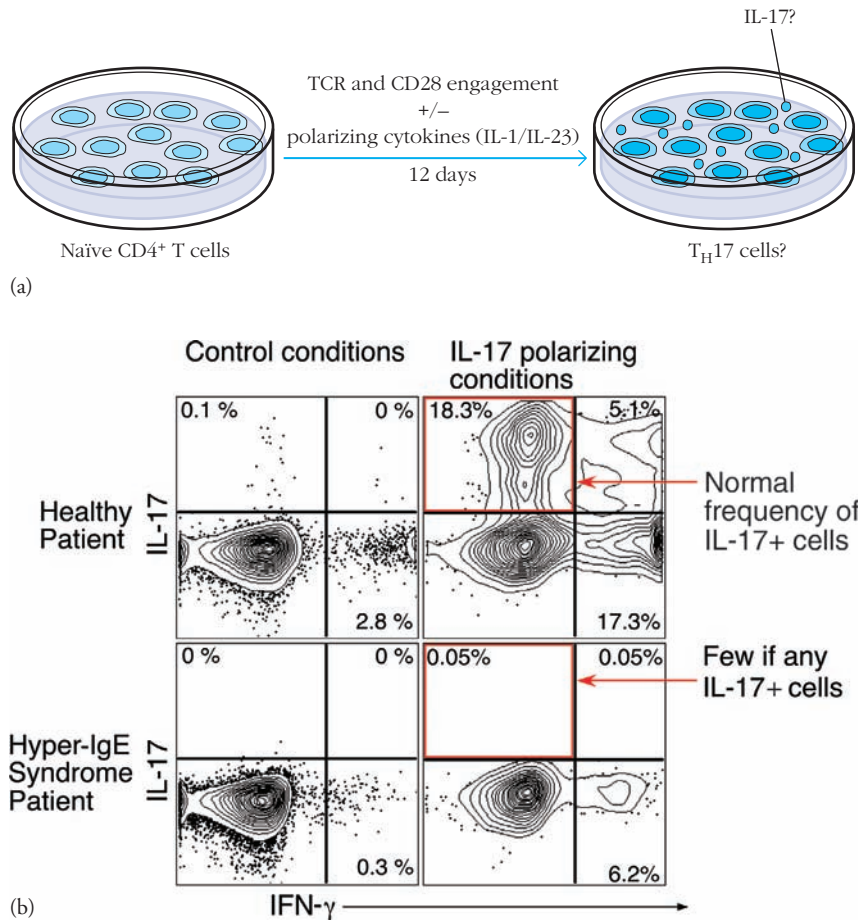 IL-17?
TCR and CD28 engagement
+/–
polarizing cytokines (IL-1/IL-23)
12 days
Naïve CD4⁺ T cells
T_H17 cells?
(a)
Control conditions
IL-17 polarizing
conditions
0.1 %
0 %
18.3%
5.1%
Healthy
Patient
IL-17
Normal
frequency of
IL-17+ cells
2.8 %
17.3%
0 %
0 %
0.05%
0.05%
Few if any
IL-17+ cells
Hyper-IgE
Syndrome
Patient
IL-17
0.3 %
6.2%
(b)
IFN-γ